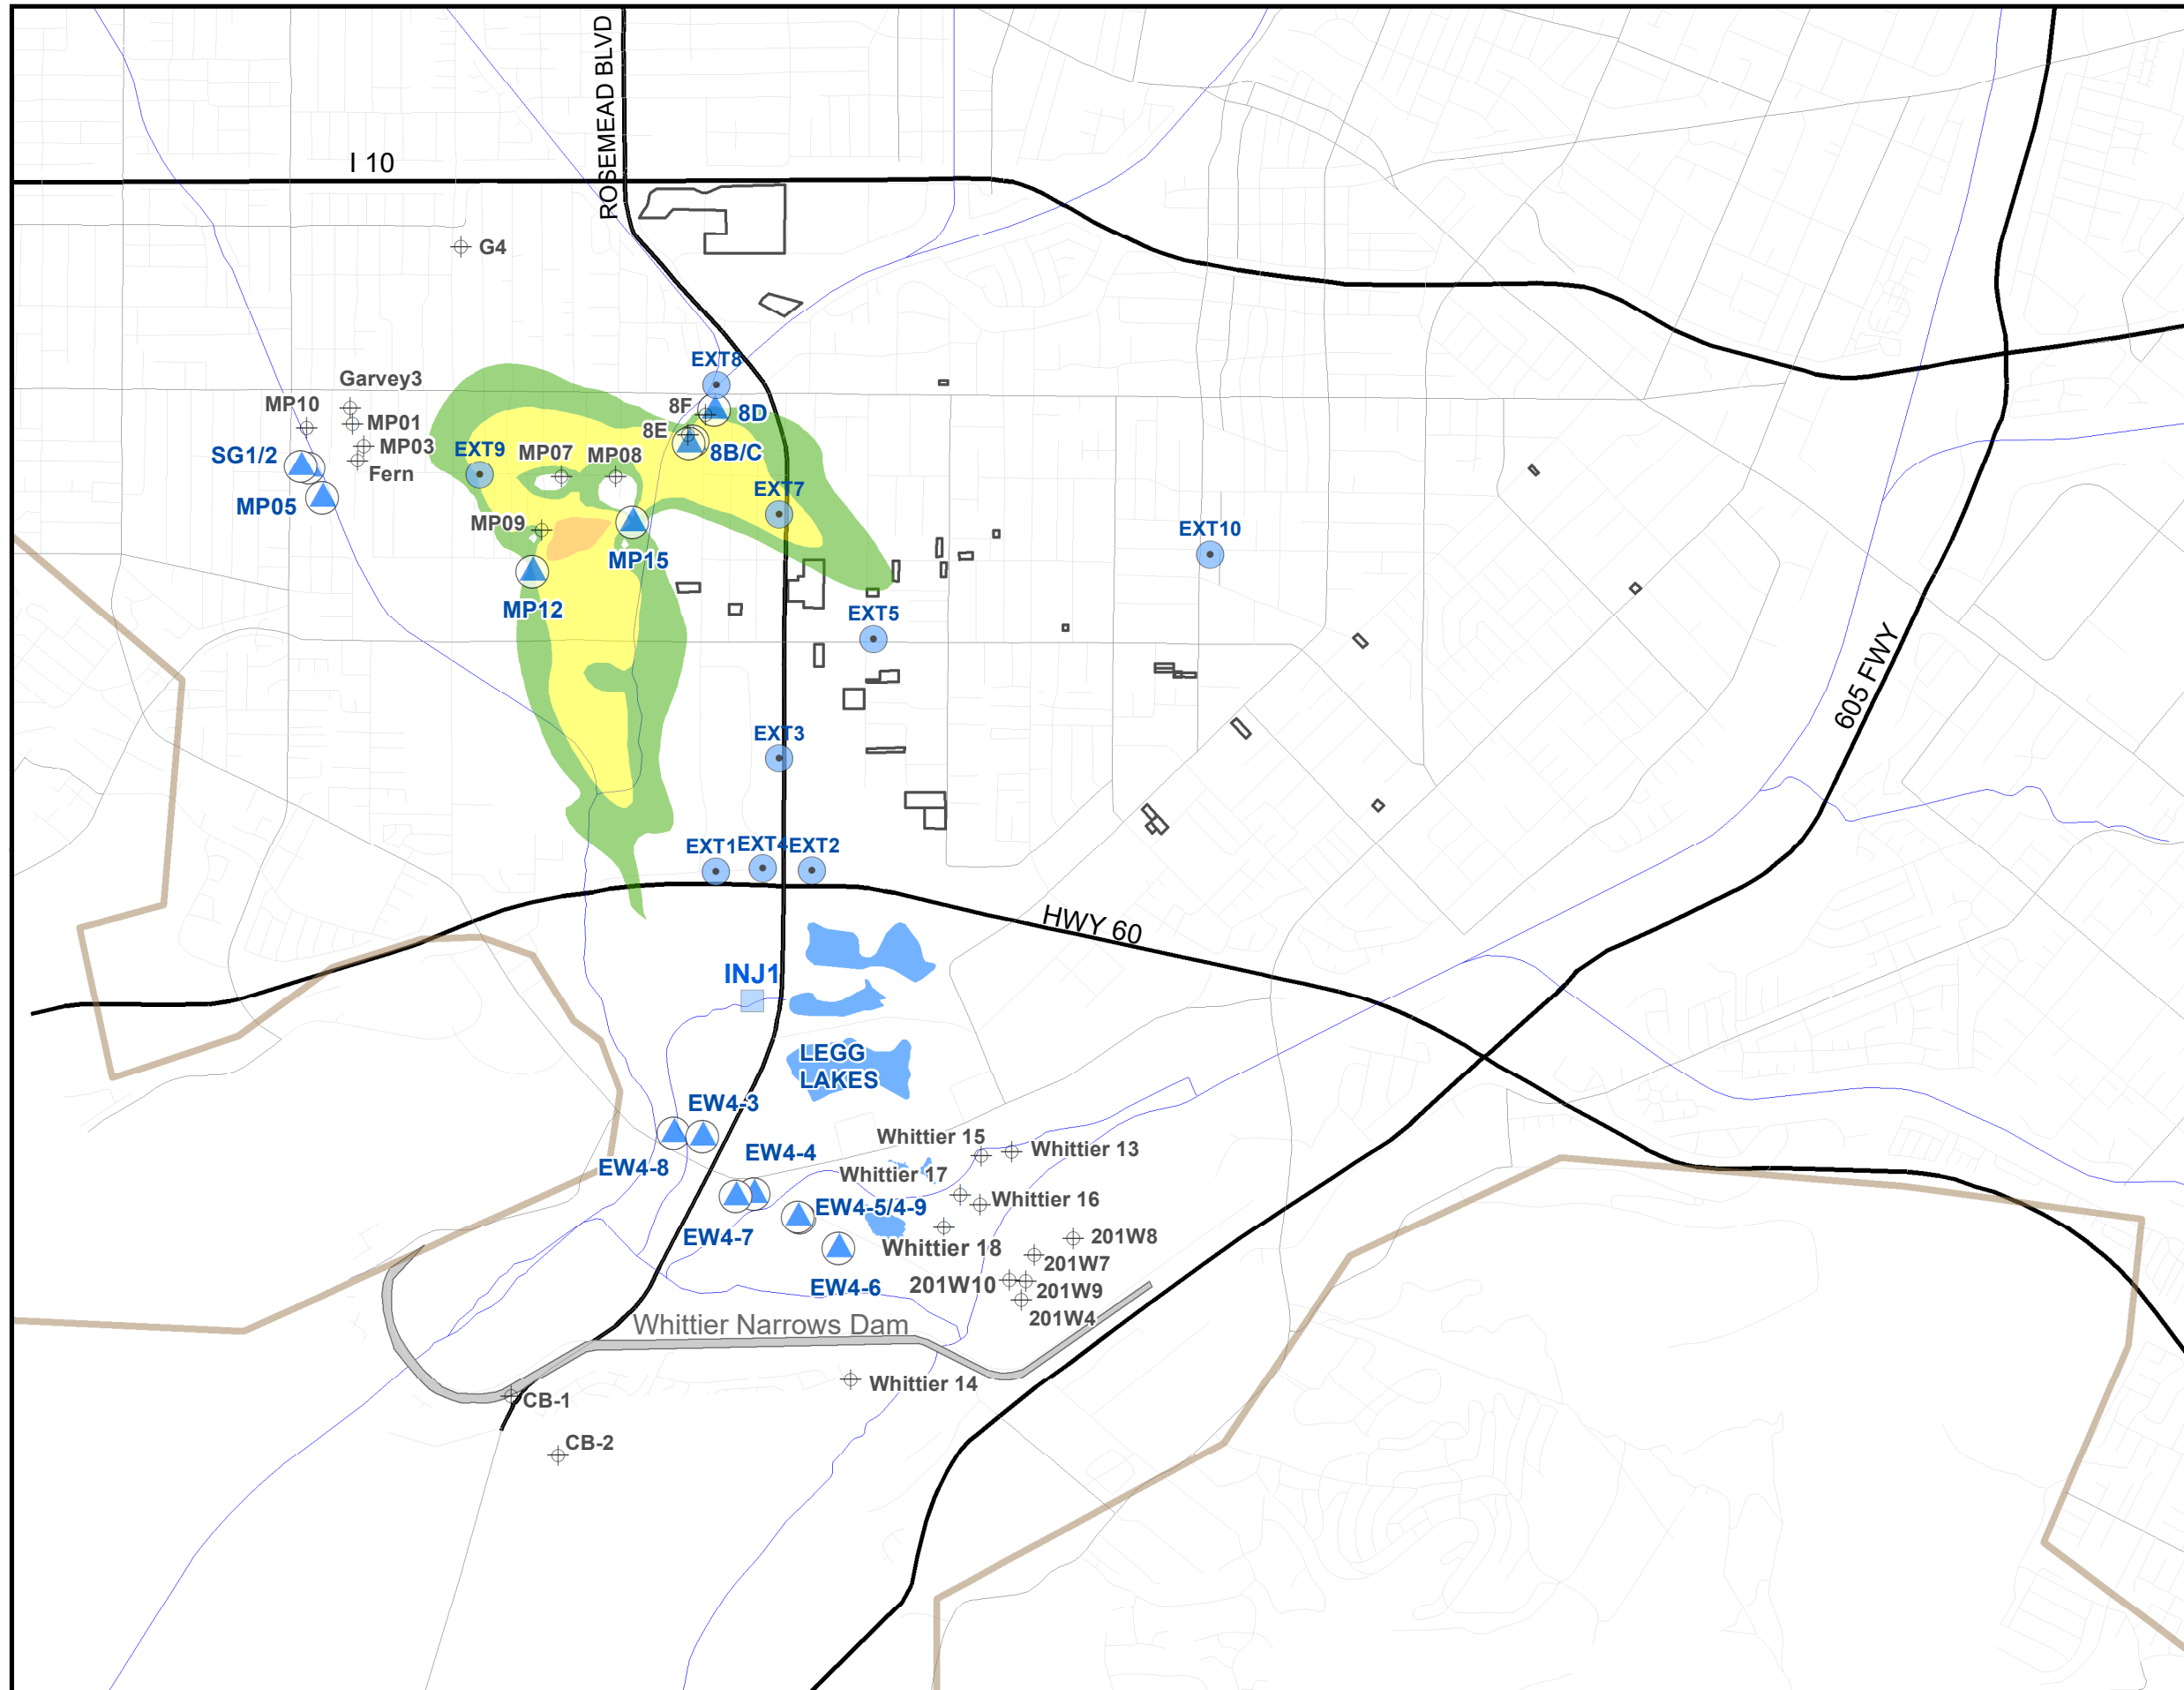 ROSEMEAD BLVD
I 10
G4
EXT8
Garvey3
MP10
8F
8D
MP01
8E
MP03
SG1/2
EXT9
MP07
MP08
8B/C
Fern
MP05
EXT7
MP09
EXT10
MP15
MP12
EXT5
605 FWY
EXT3
EXT1
EXT4
EXT2
HWY 60
INJ1
LEGG
LAKES
EW4-3
Whittier 15
Whittier 13
EW4-4
EW4-8
Whittier 17
Whittier 16
EW4-5/4-9
EW4-7
201W8
Whittier 18
201W7
EW4-6
201W10
201W9
201W4
Whittier Narrows Dam
Whittier 14
CB-1
CB-2